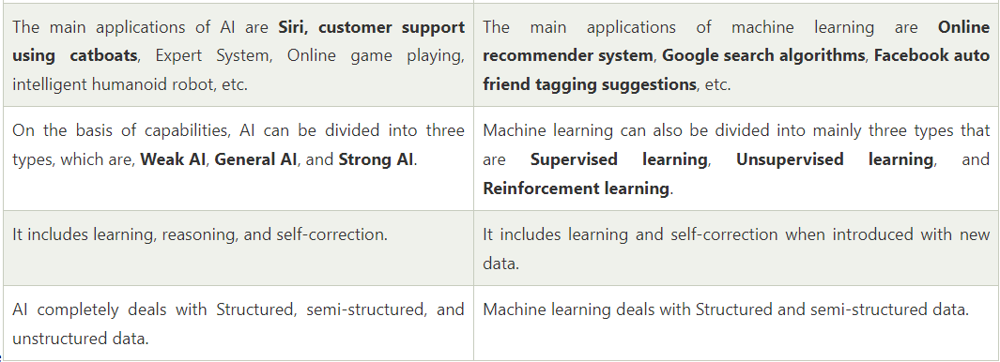 The main applications of AI are Siri, customer support
using catboats, Expert System, Online game playing,
intelligent humanoid robot, etc.
The main applications of machine learning are Online
recommender system, Google search algorithms, Facebook auto
friend tagging suggestions, etc.
On the basis of capabilities, AI can be divided into three
types, which are, Weak AI, General AI, and Strong AI.
Machine learning can also be divided into mainly three types that
are Supervised learning, Unsupervised learning, and
Reinforcement learning.
It includes learning, reasoning, and self-correction.
It includes learning and self-correction when introduced with new
data.
AI completely deals with Structured, semi-structured, and
unstructured data.
Machine learning deals with Structured and semi-structured data.